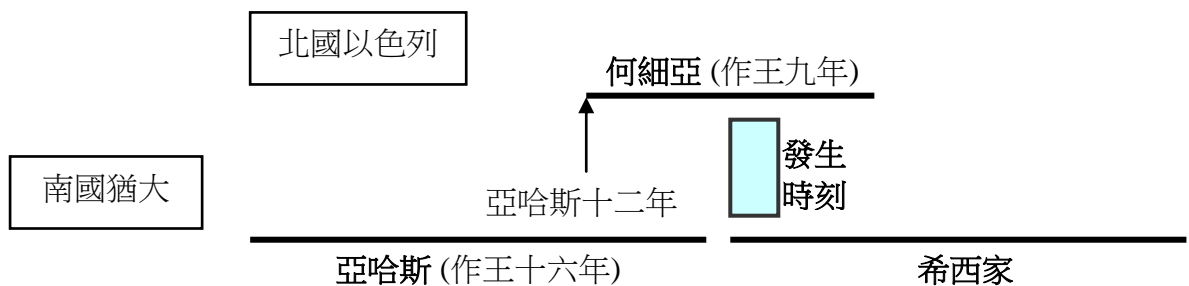 北國以色列
何細亞 (作王九年)
發生
時刻
南國猶大
亞哈斯十二年
亞哈斯 (作王十六年)
希西家